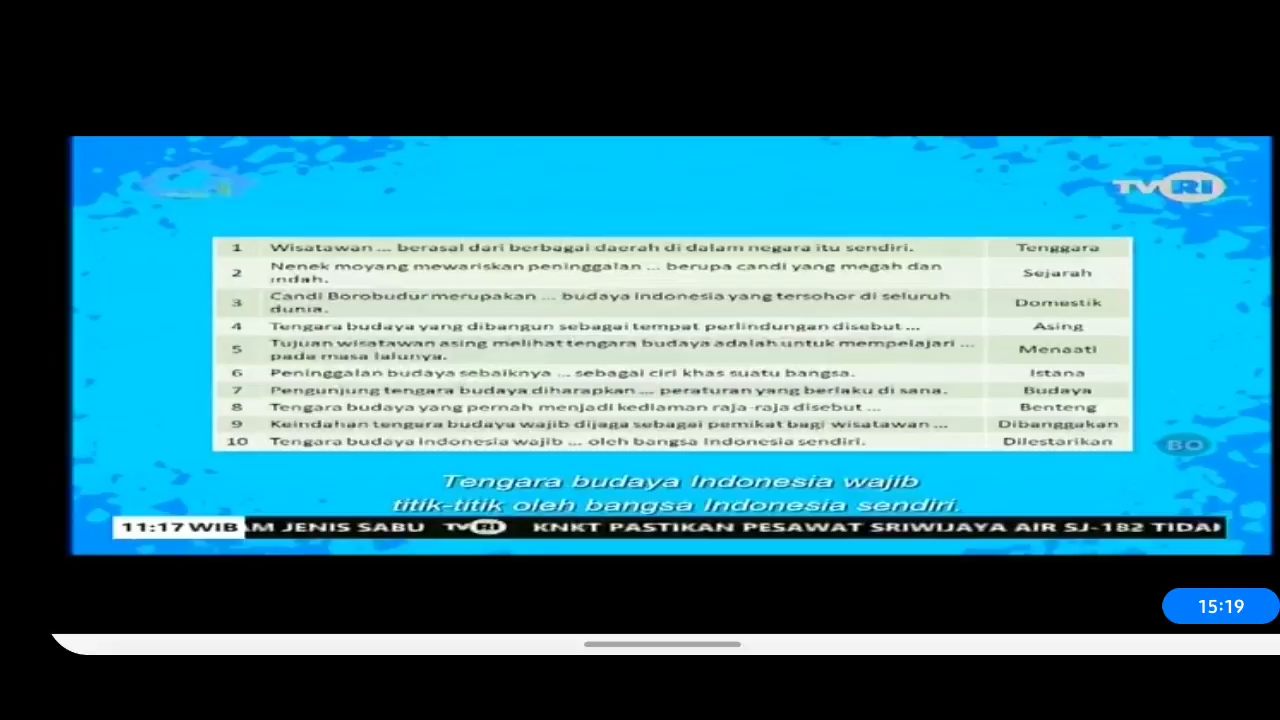 TVRI
1 Wisatawan ... berasal dari berbagai daerah di dalam negara itu sendiri. Tenggara
2 Nenek moyang mewariskan peninggalan ... berupa candi yang megah dan Sejarah
indah.
3 Candi Borobudur merupakan ... budaya Indonesia yang tersohor di seluruh Domestik
dunia.
4 Tengara budaya yang dibangun sebagai tempat perlindungan disebut ... Asing
5 Tujuan wisatawan asing melihat tengara budaya adalah untuk mempelajari ... Menaati
pada masa lalunya.
6 Peninggalan budaya sebaiknya ... sebagai ciri khas suatu bangsa. Istana
7 Pengunjung tengara budaya diharapkan ... peraturan yang berlaku di sana. Budaya
8 Tengara budaya yang pernah menjadi kediaman raja-raja disebut ... Benteng
9 Keindahan tengara budaya wajib dijaga sebagai pemikat bagi wisatawan ... Dibanggakan
10 Tengara budaya Indonesia wajib ... oleh bangsa Indonesia sendiri. Dilestarikan
BO
Tengara budaya Indonesia wajib
titik-titik oleh bangsa Indonesia sendiri.
11:17 WIB AM JENIS SABU TVRI KNKT PASTIKAN PESAWAT SRIWIJAYA AIR SJ-182 TIDAK
15:19